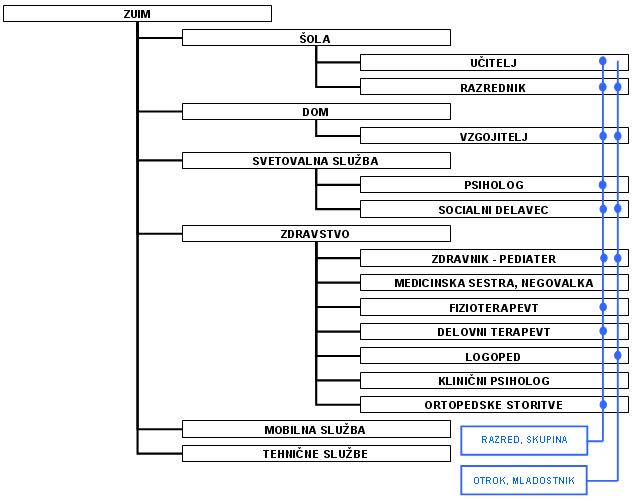 ZUIM
ŠOLA
UČITELJ
RAZREDNIK
DOM
VZGOJITELJ
SVETOVALNA SLUŽBA
PSIHOLOG
SOCIALNI DELAVEC
ZDRAVSTVO
ZDRAVNIK - PEDIATER
MEDICINSKA SESTRA, NEGOVALKA
FIZIOTERAPEVT
DELOVNI TERAPEVT
LOGOPED
KLINIČNI PSIHOLOG
ORTOPEDSKE STORITVE
MOBILNA SLUŽBA
TEHNIČNE SLUŽBE
RAZRED, SKUPINA
OTROK, MLADOSTNIK